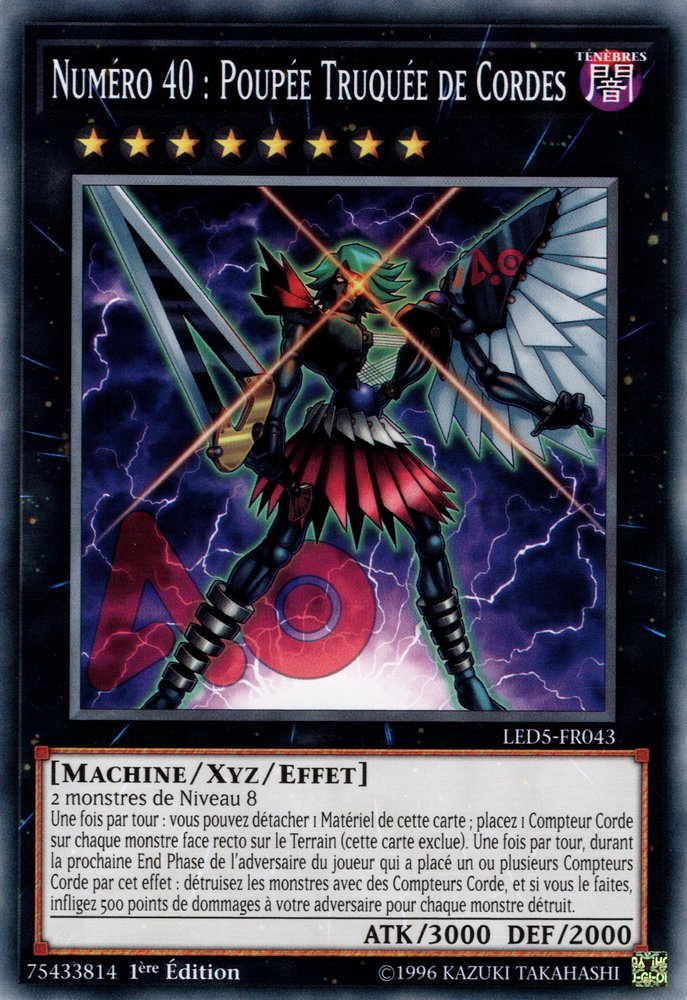 Numéro 40 : Poupée Truquée de Cordes
TÉNÈBRES
闇
4.0
4.0
LED5-FR043
[Machine/Xyz/Effet]
2 monstres de Niveau 8
Une fois par tour : vous pouvez détacher 1 Matériel de cette carte ; placez 1 Compteur Corde
sur chaque monstre face recto sur le Terrain (cette carte exclue). Une fois par tour, durant
la prochaine End Phase de l'adversaire du joueur qui a placé un ou plusieurs Compteurs
Corde par cet effet : détruisez les monstres avec des Compteurs Corde, et si vous le faites,
infligez 500 points de dommages à votre adversaire pour chaque monstre détruit.
ATK/3000 DEF/2000
75433814 1ère Édition
©1996 KAZUKI TAKAHASHI